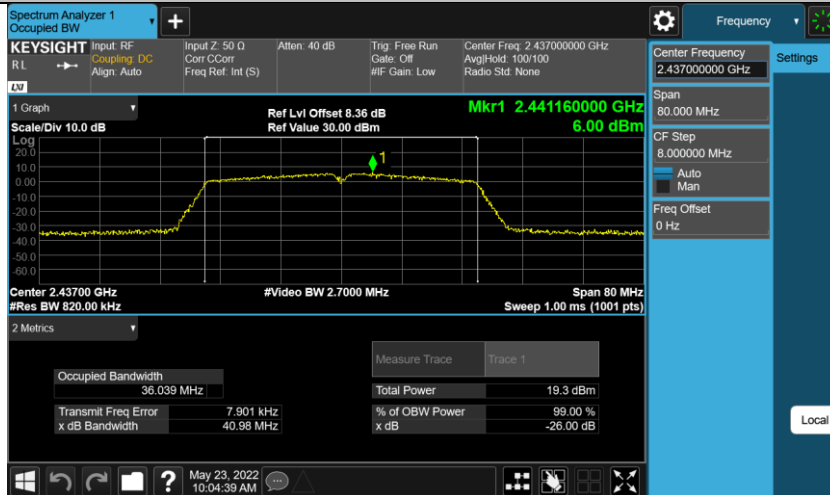 Spectrum Analyzer 1
Occupied BW
+
Frequency
KEYSIGHT
RL
LXI
Input: RF
Coupling: DC
Align: Auto
Input Z: 50 Ω
Corr CCorr
Freq Ref: Int (S)
Atten: 40 dB
Trig: Free Run
Gate: Off
#IF Gain: Low
Center Freq: 2.437000000 GHz
Avg|Hold: 100/100
Radio Std: None
Center Frequency
2.437000000 GHz
Settings
Span
80.000 MHz
CF Step
8.000000 MHz
Auto
Man
Freq Offset
0 Hz
Local
1 Graph
Scale/Div 10.0 dB
Ref Lvl Offset 8.36 dB
Ref Value 30.00 dBm
Mkr1 2.441160000 GHz
6.00 dBm
Log
20.0
10.0
0.00
-10.0
-20.0
-30.0
-40.0
-50.0
-60.0
1
Center 2.43700 GHz
#Res BW 820.00 kHz
#Video BW 2.7000 MHz
Span 80 MHz
Sweep 1.00 ms (1001 pts)
2 Metrics
Measure Trace Trace 1
Occupied Bandwidth
36.039 MHz
Total Power 19.3 dBm
Transmit Freq Error 7.901 kHz
% of OBW Power 99.00 %
x dB Bandwidth 40.98 MHz
x dB -26.00 dB
?
May 23, 2022
10:04:39 AM